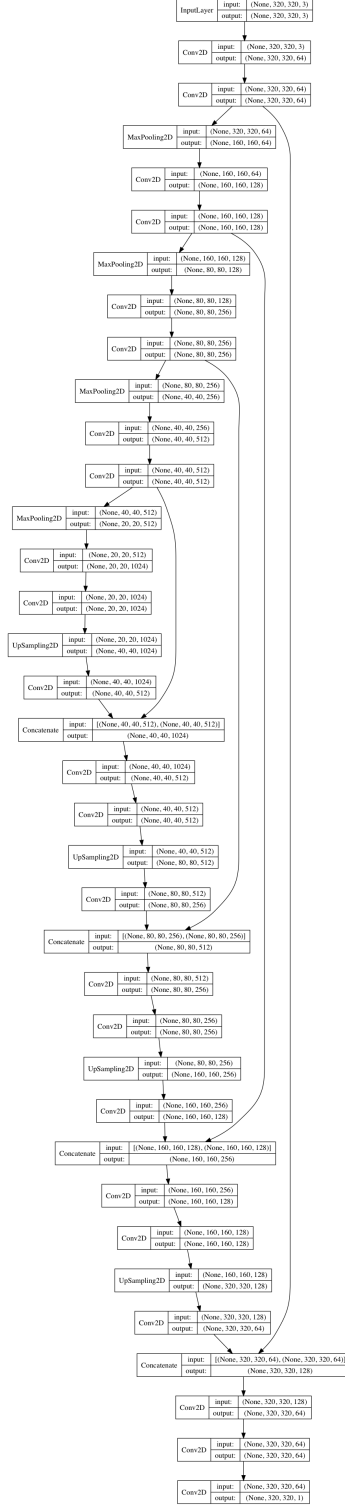 InputLayer input: (None, 320, 320, 3)
output: (None, 320, 320, 3)
Conv2D input: (None, 320, 320, 3)
output: (None, 320, 320, 64)
Conv2D input: (None, 320, 320, 64)
output: (None, 320, 320, 64)
MaxPooling2D input: (None, 320, 320, 64)
output: (None, 160, 160, 64)
Conv2D input: (None, 160, 160, 64)
output: (None, 160, 160, 128)
Conv2D input: (None, 160, 160, 128)
output: (None, 160, 160, 128)
MaxPooling2D input: (None, 160, 160, 128)
output: (None, 80, 80, 128)
Conv2D input: (None, 80, 80, 128)
output: (None, 80, 80, 256)
Conv2D input: (None, 80, 80, 256)
output: (None, 80, 80, 256)
MaxPooling2D input: (None, 80, 80, 256)
output: (None, 40, 40, 256)
Conv2D input: (None, 40, 40, 256)
output: (None, 40, 40, 512)
Conv2D input: (None, 40, 40, 512)
output: (None, 40, 40, 512)
MaxPooling2D input: (None, 40, 40, 512)
output: (None, 20, 20, 512)
Conv2D input: (None, 20, 20, 512)
output: (None, 20, 20, 1024)
Conv2D input: (None, 20, 20, 1024)
output: (None, 20, 20, 1024)
UpSampling2D input: (None, 20, 20, 1024)
output: (None, 40, 40, 1024)
Conv2D input: (None, 40, 40, 1024)
output: (None, 40, 40, 512)
Concatenate input: [(None, 40, 40, 512), (None, 40, 40, 512)]
output: (None, 40, 40, 1024)
Conv2D input: (None, 40, 40, 1024)
output: (None, 40, 40, 512)
Conv2D input: (None, 40, 40, 512)
output: (None, 40, 40, 512)
UpSampling2D input: (None, 40, 40, 512)
output: (None, 80, 80, 512)
Conv2D input: (None, 80, 80, 512)
output: (None, 80, 80, 256)
Concatenate input: [(None, 80, 80, 256), (None, 80, 80, 256)]
output: (None, 80, 80, 512)
Conv2D input: (None, 80, 80, 512)
output: (None, 80, 80, 256)
Conv2D input: (None, 80, 80, 256)
output: (None, 80, 80, 256)
UpSampling2D input: (None, 80, 80, 256)
output: (None, 160, 160, 256)
Conv2D input: (None, 160, 160, 256)
output: (None, 160, 160, 128)
Concatenate input: [(None, 160, 160, 128), (None, 160, 160, 128)]
output: (None, 160, 160, 256)
Conv2D input: (None, 160, 160, 256)
output: (None, 160, 160, 128)
Conv2D input: (None, 160, 160, 128)
output: (None, 160, 160, 128)
UpSampling2D input: (None, 160, 160, 128)
output: (None, 320, 320, 128)
Conv2D input: (None, 320, 320, 128)
output: (None, 320, 320, 64)
Concatenate input: [(None, 320, 320, 64), (None, 320, 320, 64)]
output: (None, 320, 320, 128)
Conv2D input: (None, 320, 320, 128)
output: (None, 320, 320, 64)
Conv2D input: (None, 320, 320, 64)
output: (None, 320, 320, 64)
Conv2D input: (None, 320, 320, 64)
output: (None, 320, 320, 1)